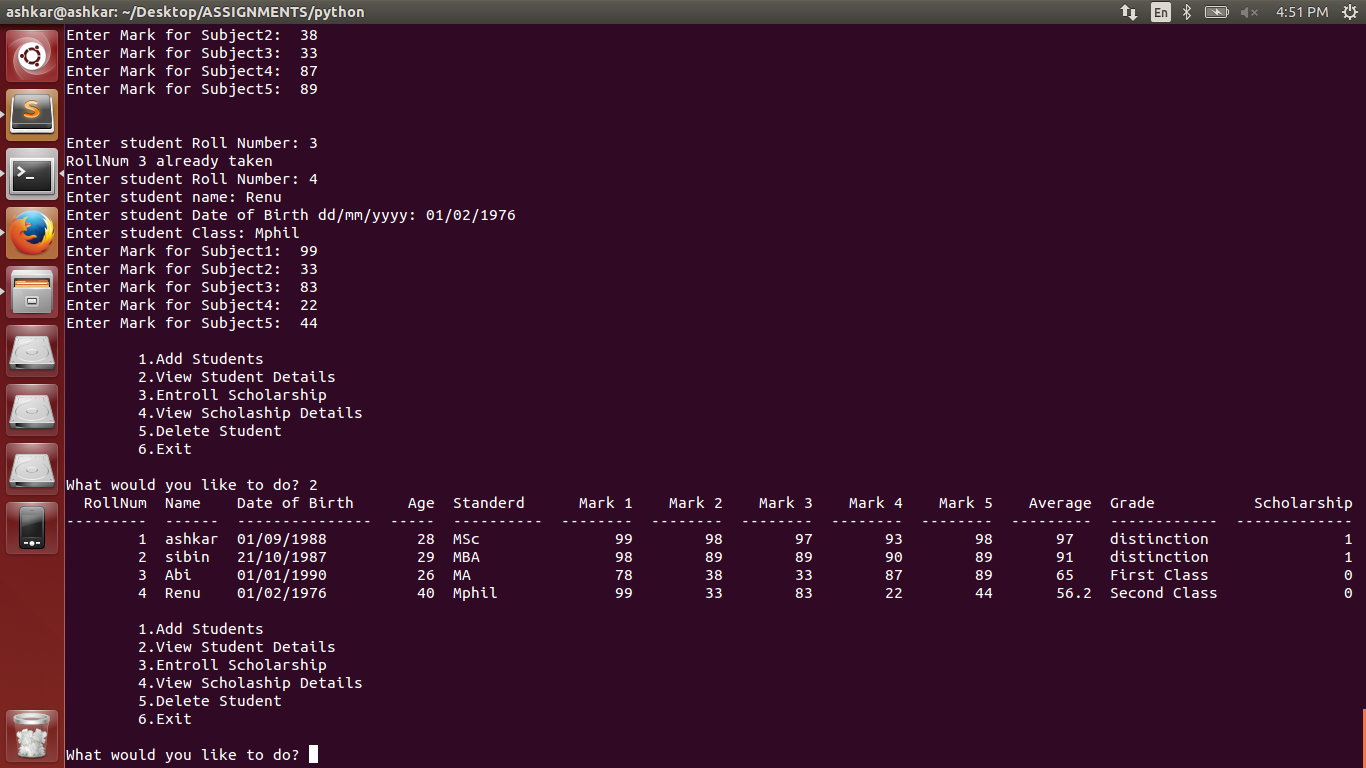 ashkar@ashkar: ~/Desktop/ASSIGNMENTS/python En 4:51 PM
Enter Mark for Subject2:  38
Enter Mark for Subject3:  33
Enter Mark for Subject4:  87
Enter Mark for Subject5:  89
Enter student Roll Number: 3
RollNum 3 already taken
Enter student Roll Number: 4
Enter student name: Renu
Enter student Date of Birth dd/mm/yyyy: 01/02/1976
Enter student Class: Mphil
Enter Mark for Subject1:  99
Enter Mark for Subject2:  33
Enter Mark for Subject3:  83
Enter Mark for Subject4:  22
Enter Mark for Subject5:  44
1.Add Students
2.View Student Details
3.Entroll Scholarship
4.View Scholaship Details
5.Delete Student
6.Exit
What would you like to do? 2
RollNum  Name    Date of Birth      Age  Standerd      Mark 1    Mark 2    Mark 3    Mark 4    Mark 5    Average  Grade           Scholarship
---------  ------  ---------------  -----  ----------  --------  --------  --------  --------  --------  ---------  ------------  -------------
1  ashkar  01/09/1988          28  MSc               99        98        97        93        98       97    distinction               1
2  sibin   21/10/1987          29  MBA               98        89        89        90        89       91    distinction               1
3  Abi     01/01/1990          26  MA                78        38        33        87        89       65    First Class               0
4  Renu    01/02/1976          40  Mphil             99        33        83        22        44       56.2  Second Class              0
1.Add Students
2.View Student Details
3.Entroll Scholarship
4.View Scholaship Details
5.Delete Student
6.Exit
What would you like to do?